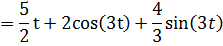 = 5/2 t + 2cos(3t) + 4/3 sin(3t)